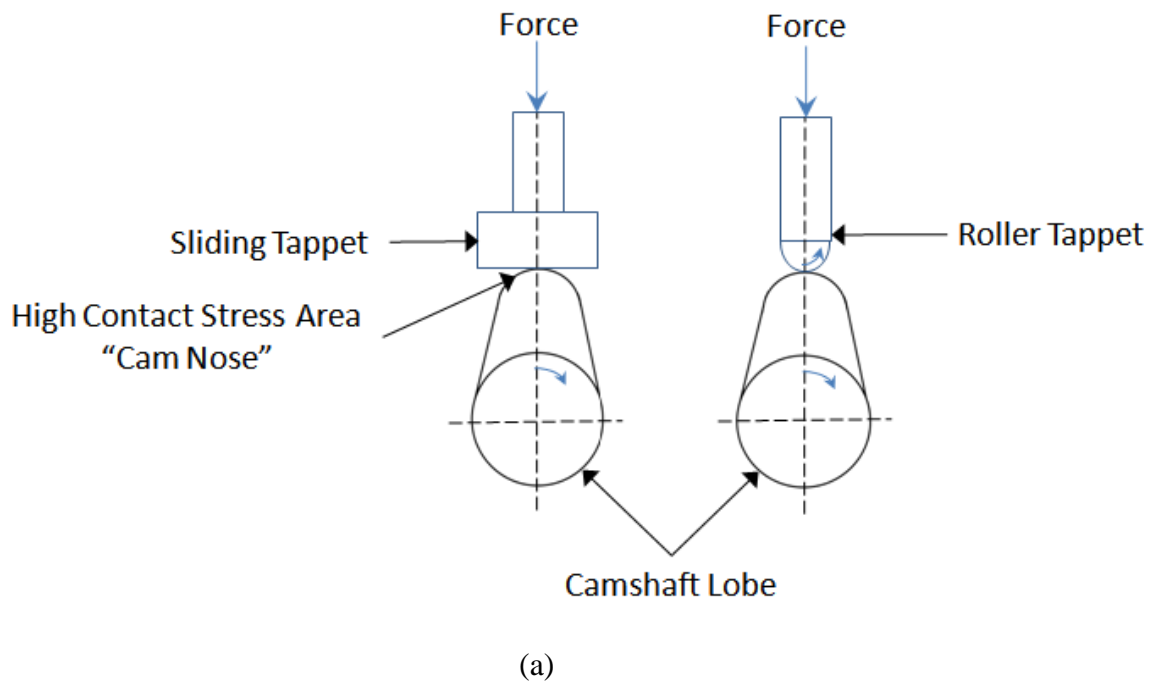 Force
Force
Sliding Tappet
Roller Tappet
High Contact Stress Area
“Cam Nose”
Camshaft Lobe
(a)